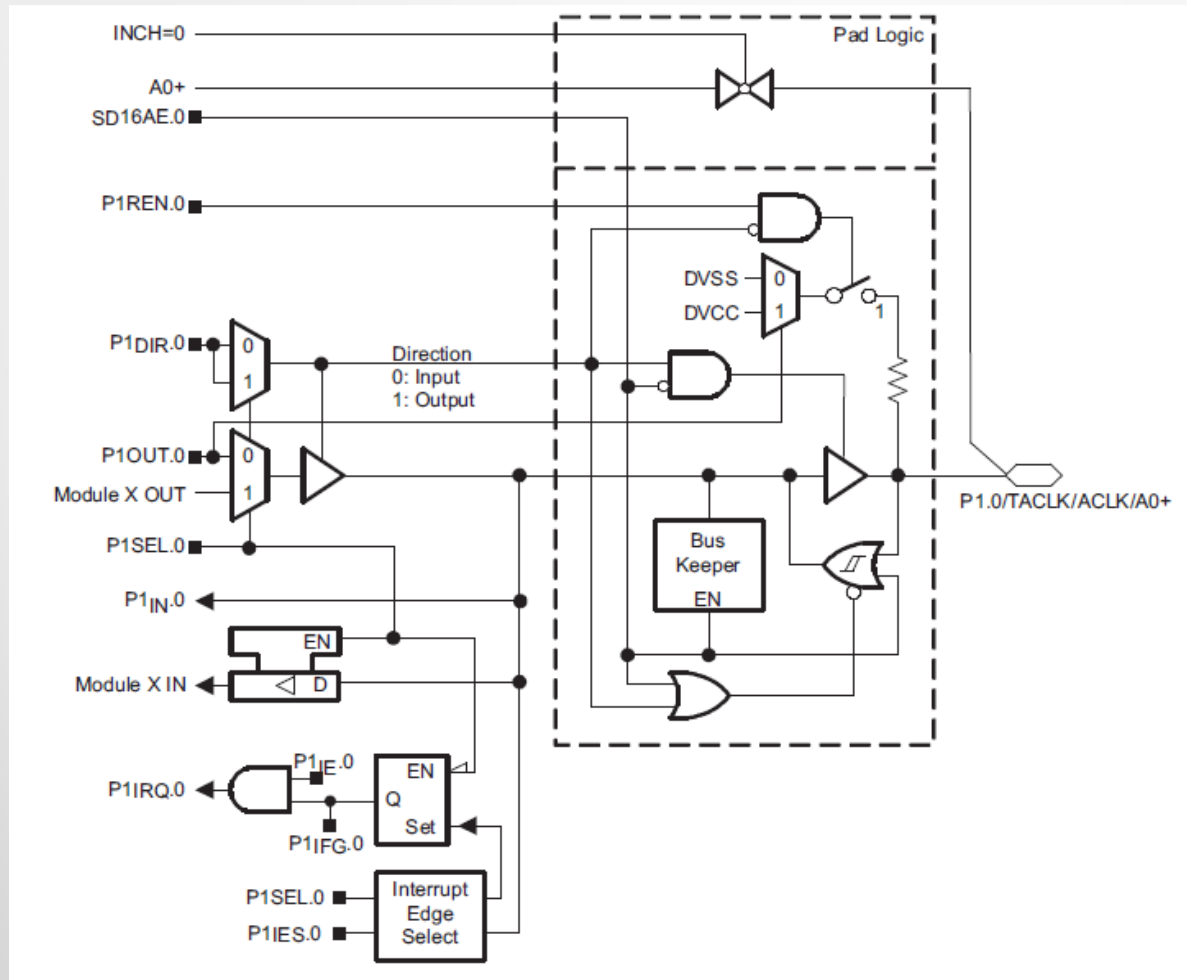 INCH=0
Pad Logic
A0+
SD16AE.0
P1REN.0
DVSS
0
DVCC
1
1
P1DIR.0
0
1
Direction
0: Input
1: Output
P1OUT.0
0
Module X OUT
1
P1.0/TACLK/ACLK/A0+
P1SEL.0
Bus
Keeper
EN
P1IN.0
EN
Module X IN
D
P1IRQ.0
P1IE.0
P1IFG.0
EN
Q
Set
P1SEL.0
P1IES.0
Interrupt
Edge
Select